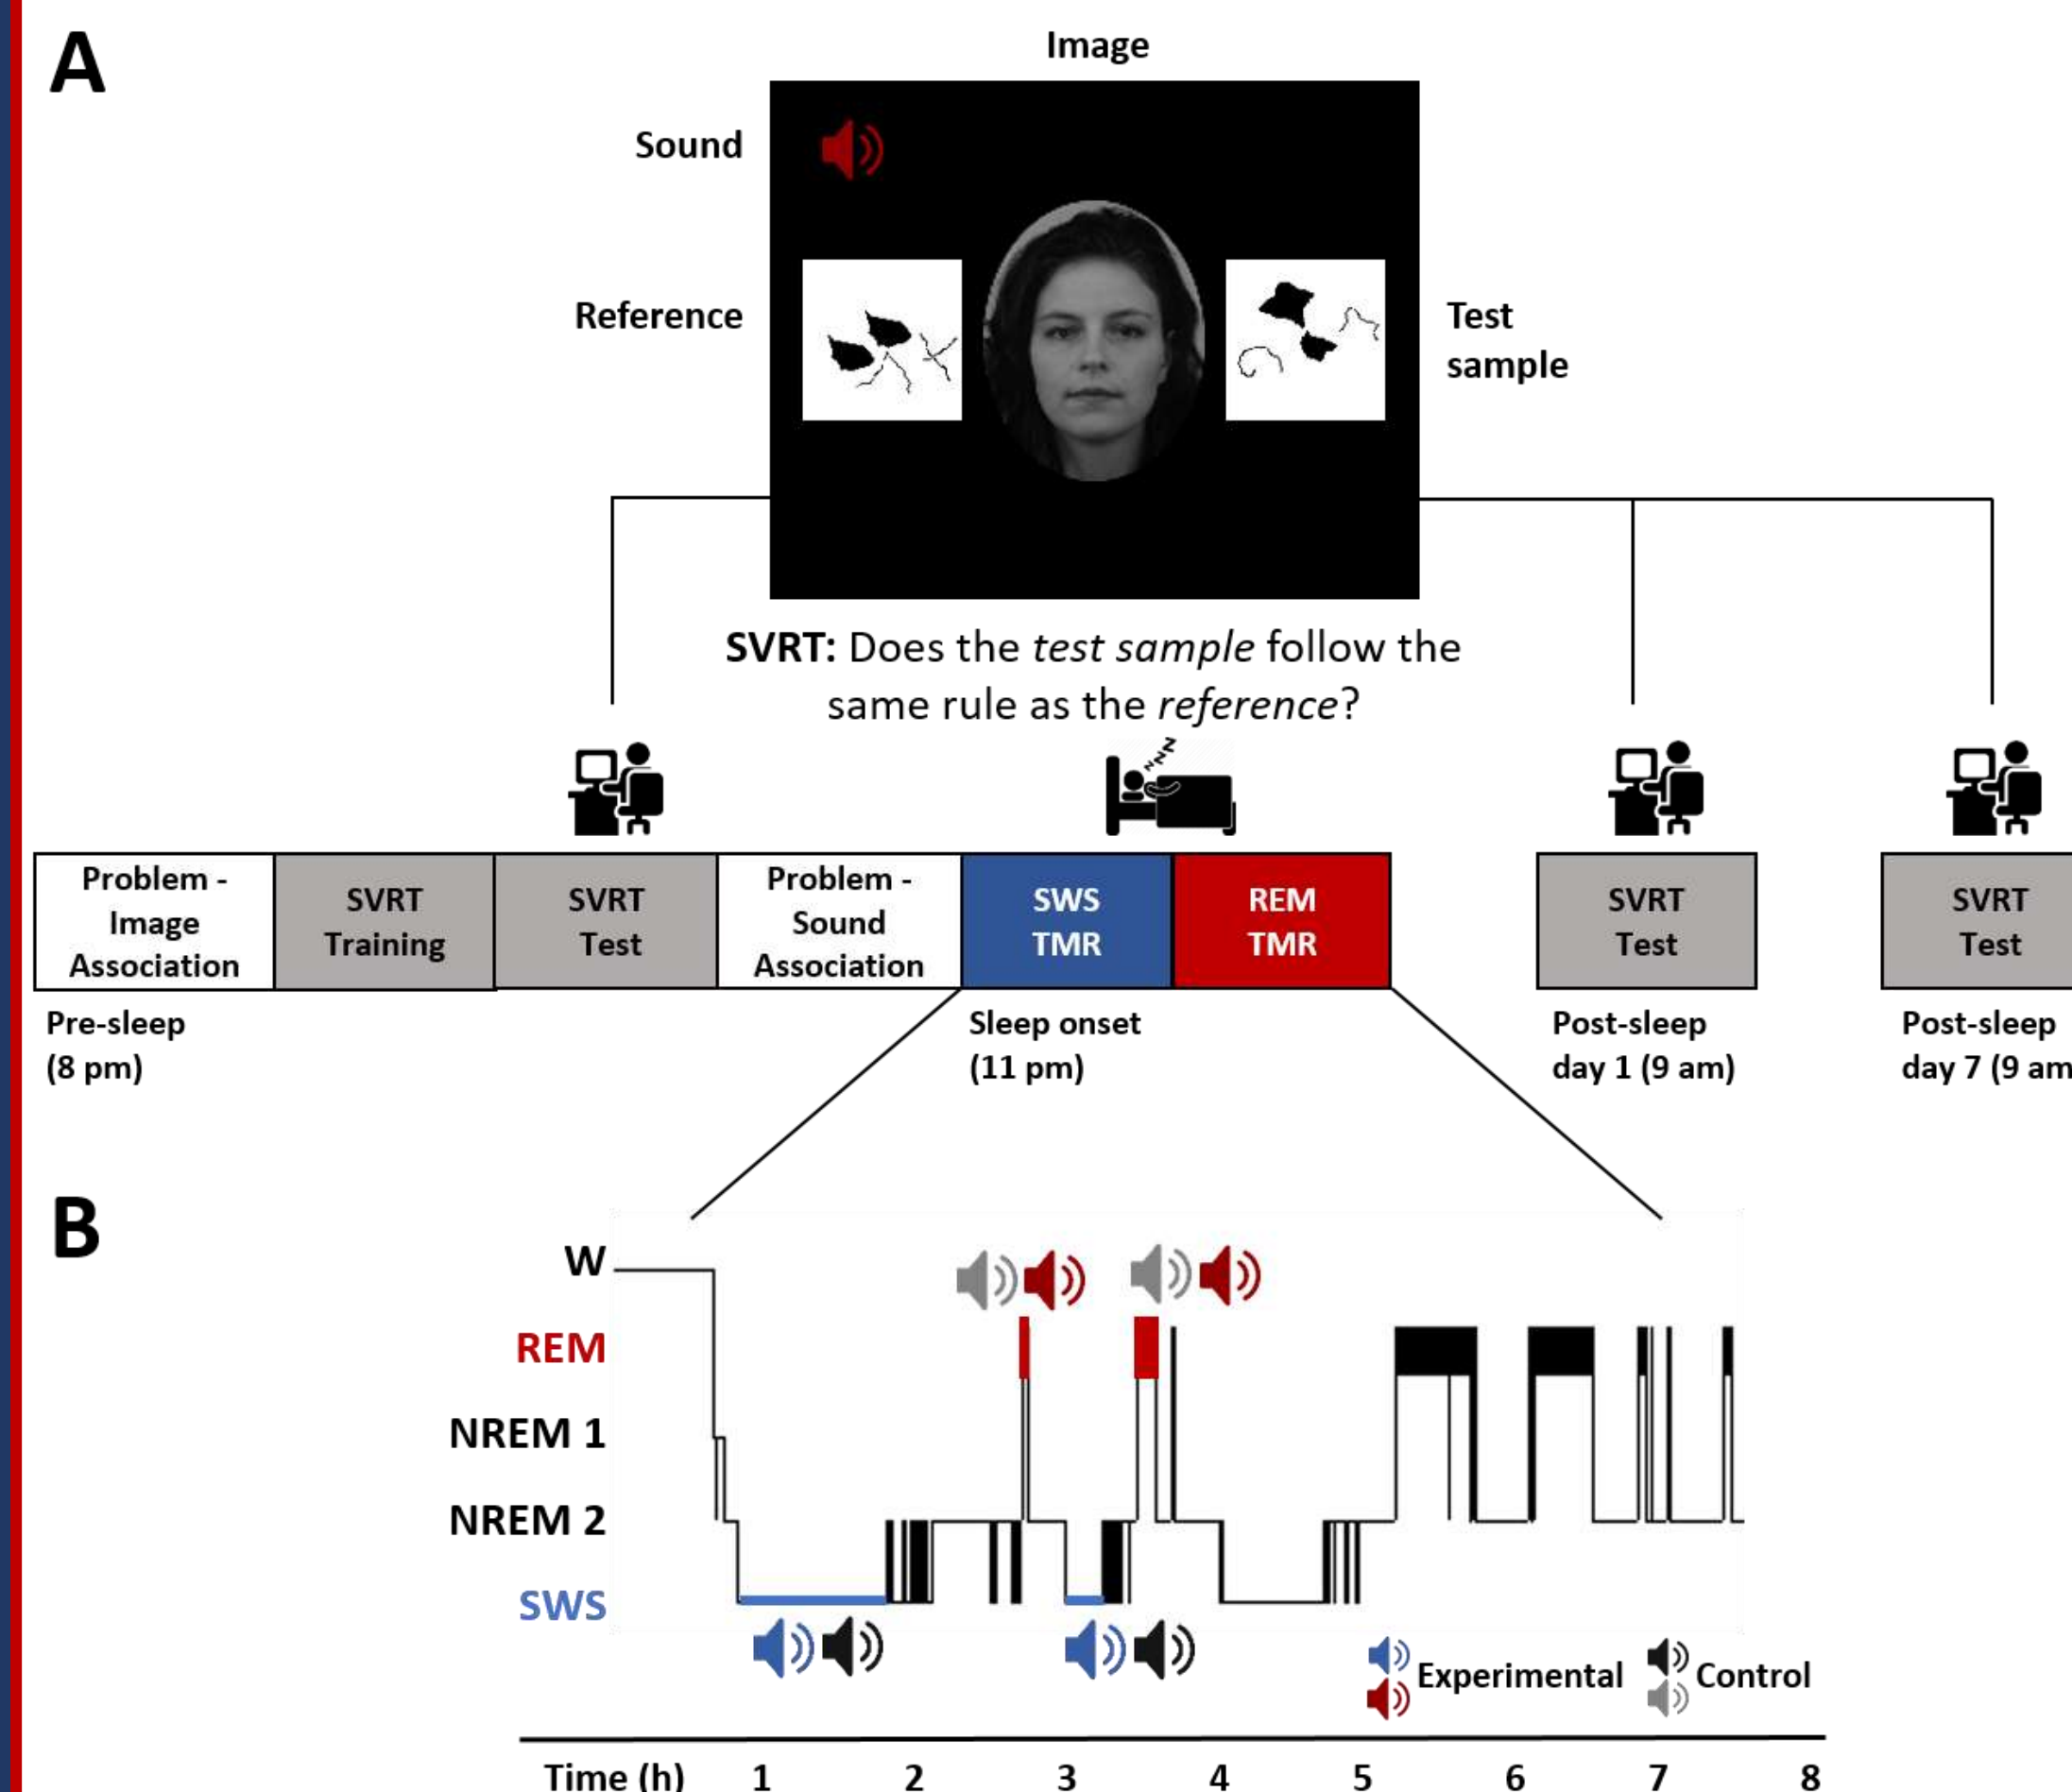 A
Image
Sound
Reference
Test
sample
SVRT: Does the test sample follow the
same rule as the reference?
z
z
z
z
Problem -
Image
Association
SVRT
Training
SVRT
Test
Problem -
Sound
Association
SWS
TMR
REM
TMR
SVRT
Test
SVRT
Test
Pre-sleep
(8 pm)
Sleep onset
(11 pm)
Post-sleep
day 1 (9 am)
Post-sleep
day 7 (9 am
B
W
REM
NREM 1
NREM 2
SWS
Experimental
Control
Time (h) 1 2 3 4 5 6 7 8